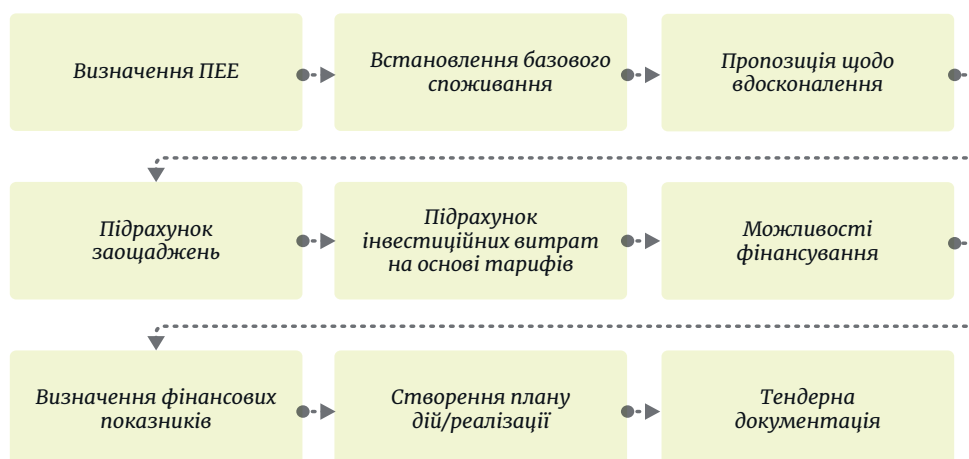 Визначення ПЕЕ
Встановлення базового
споживання
Пропозиція щодо
вдосконалення
Підрахунок
заощаджень
Підрахунок
інвестиційних витрат
на основі тарифів
Можливості
фінансування
Визначення фінансових
показників
Створення плану
дій/реалізації
Тендерна
документація